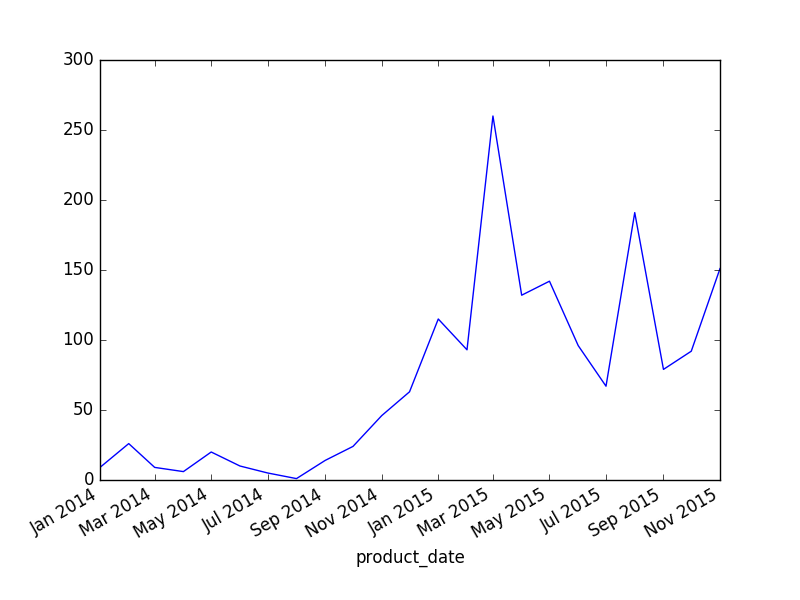 300
250
200
150
100
50
0
Jan 2014
Mar 2014
May 2014
Jul 2014
Sep 2014
Nov 2014
Jan 2015
Mar 2015
May 2015
Jul 2015
Sep 2015
Nov 2015
product_date